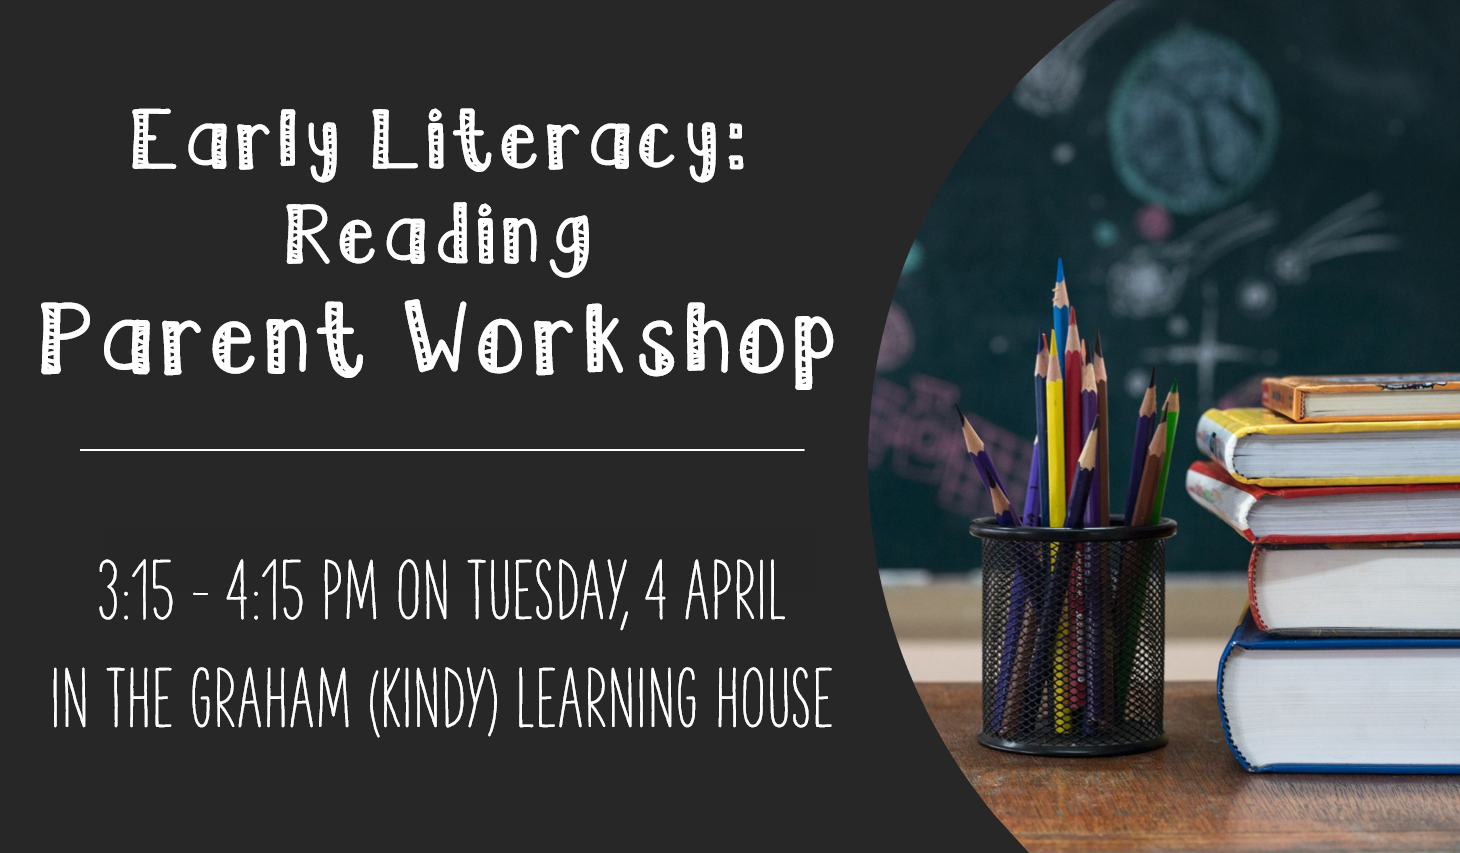 Early Literacy:
Reading
Parent Workshop
3:15 - 4:15 PM ON TUESDAY, 4 APRIL
IN THE GRAHAM (KINDY) LEARNING HOUSE